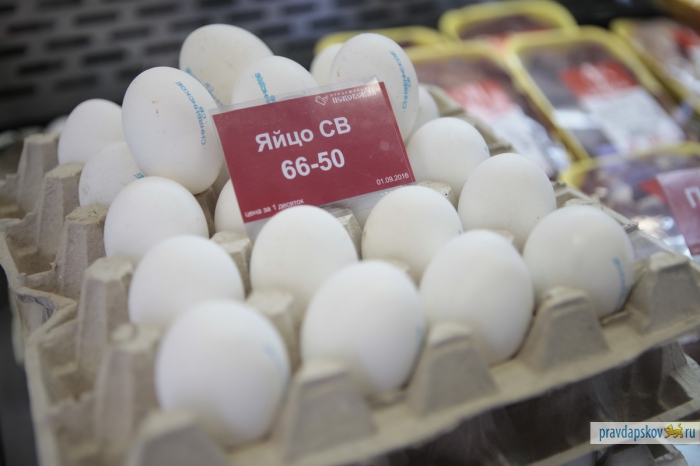 Яйцо СВ
66-50
01.09.2016
цена за 1 десяток
pravdapskov.ru